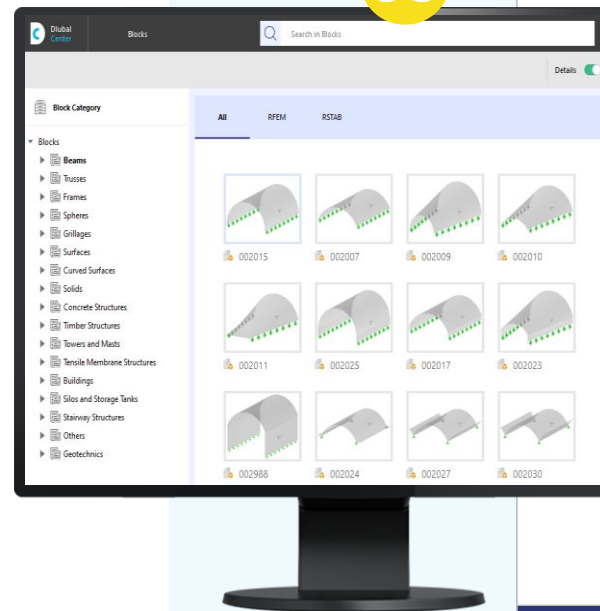 Dlubal
Center
Blocks
Search in Blocks
Details
Block Category
All
RFEM
RSTAB
Blocks
Beams
Trusses
Frames
Spheres
Grillages
Surfaces
Curved Surfaces
Solids
Concrete Structures
Timber Structures
Towers and Masts
Tensile Membrane Structures
Buildings
Silos and Storage Tanks
Stairway Structures
Others
Geotechnics
002015 002007 002009 002010
002011 002025 002017 002023
002988 002024 002027 002030